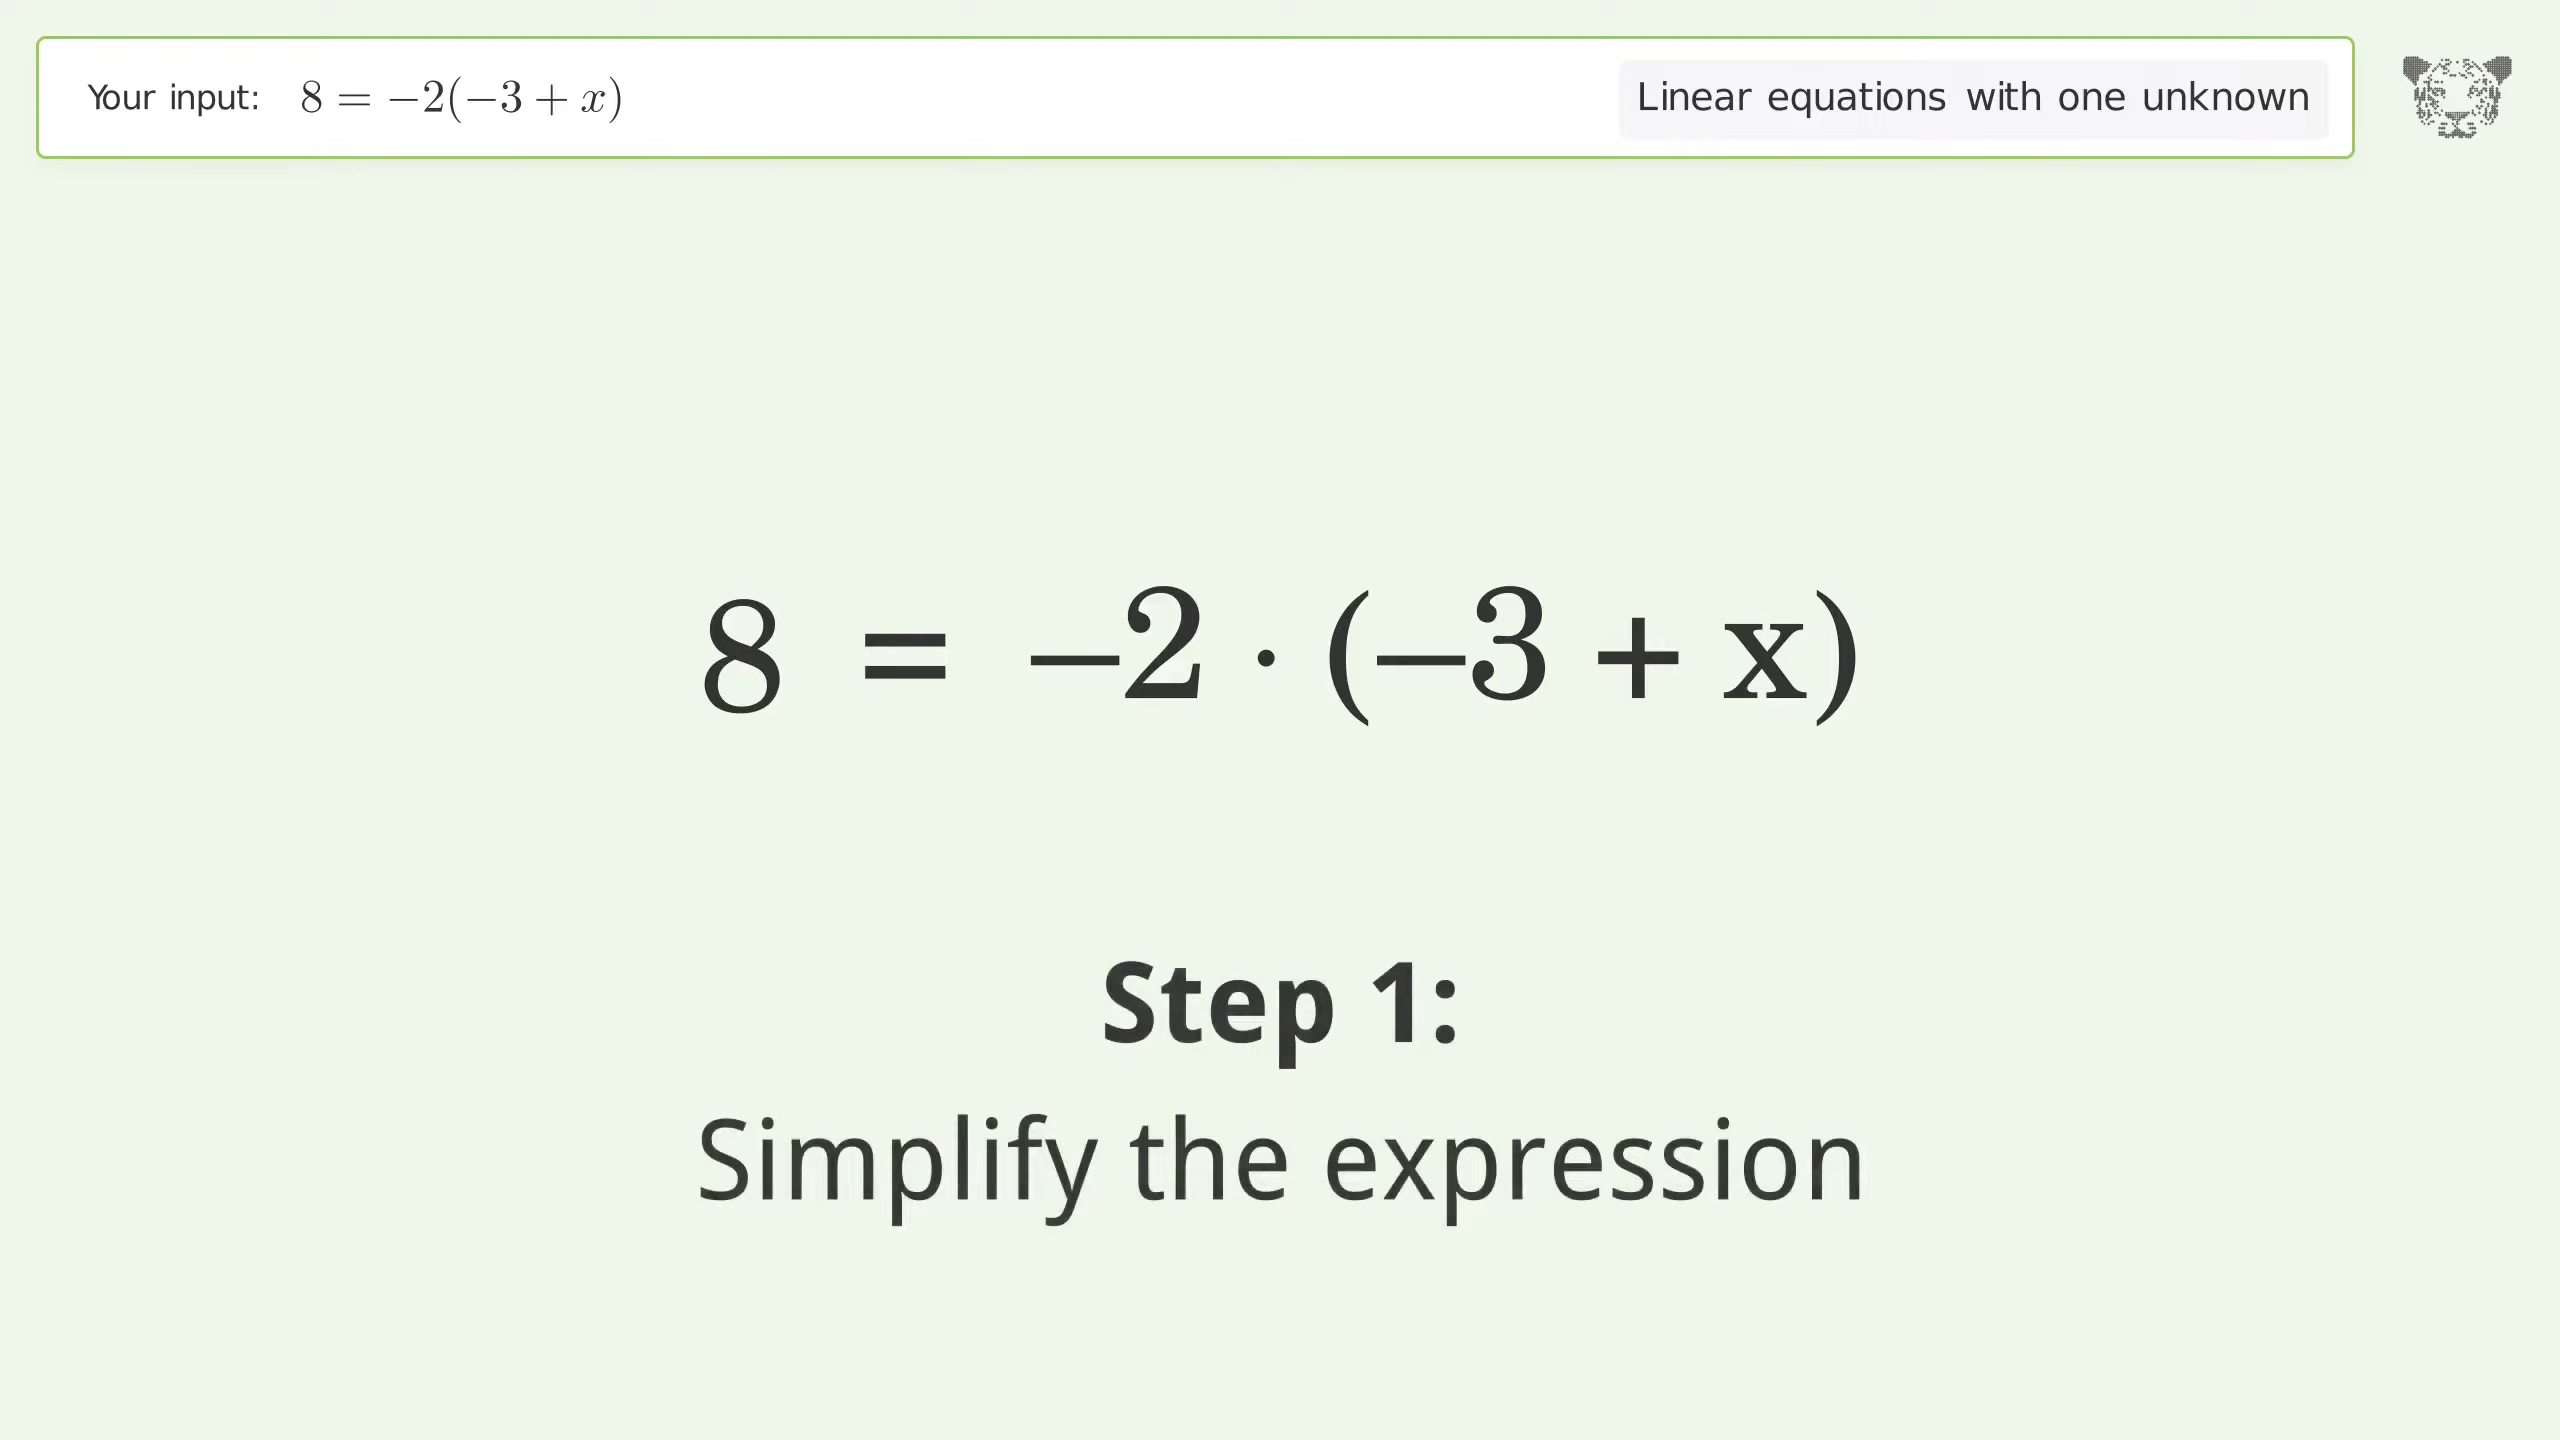 Your input: 8 = −2(−3 + x) Linear equations with one unknown
8 = −2 · (−3 + x)
Step 1:
Simplify the expression